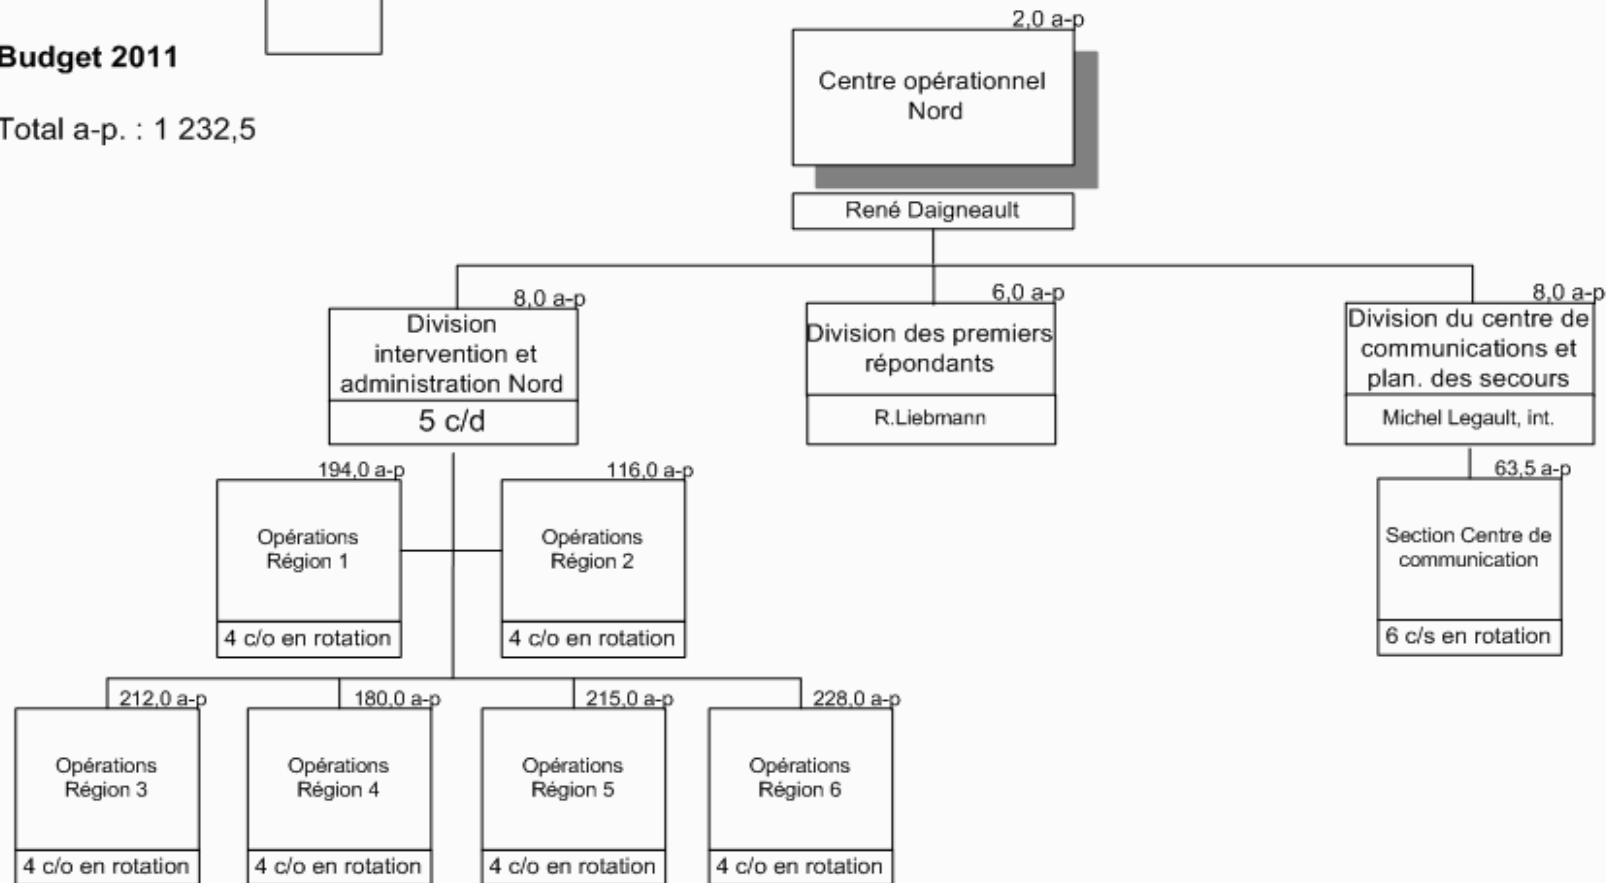 2,0 a-p
Budget 2011
Total a-p. : 1 232,5
Centre opérationnel
Nord
René Daigneault
8,0 a-p
Division
intervention et
administration Nord
5 c/d
6,0 a-p
Division des premiers
répondants
R.Liebmann
8,0 a-p
Division du centre de
communications et
plan. des secours
Michel Legault, int.
194,0 a-p
Opérations
Région 1
4 c/o en rotation
116,0 a-p
Opérations
Région 2
4 c/o en rotation
63,5 a-p
Section Centre de
communication
6 c/s en rotation
212,0 a-p
Opérations
Région 3
4 c/o en rotation
180,0 a-p
Opérations
Région 4
4 c/o en rotation
215,0 a-p
Opérations
Région 5
4 c/o en rotation
228,0 a-p
Opérations
Région 6
4 c/o en rotation